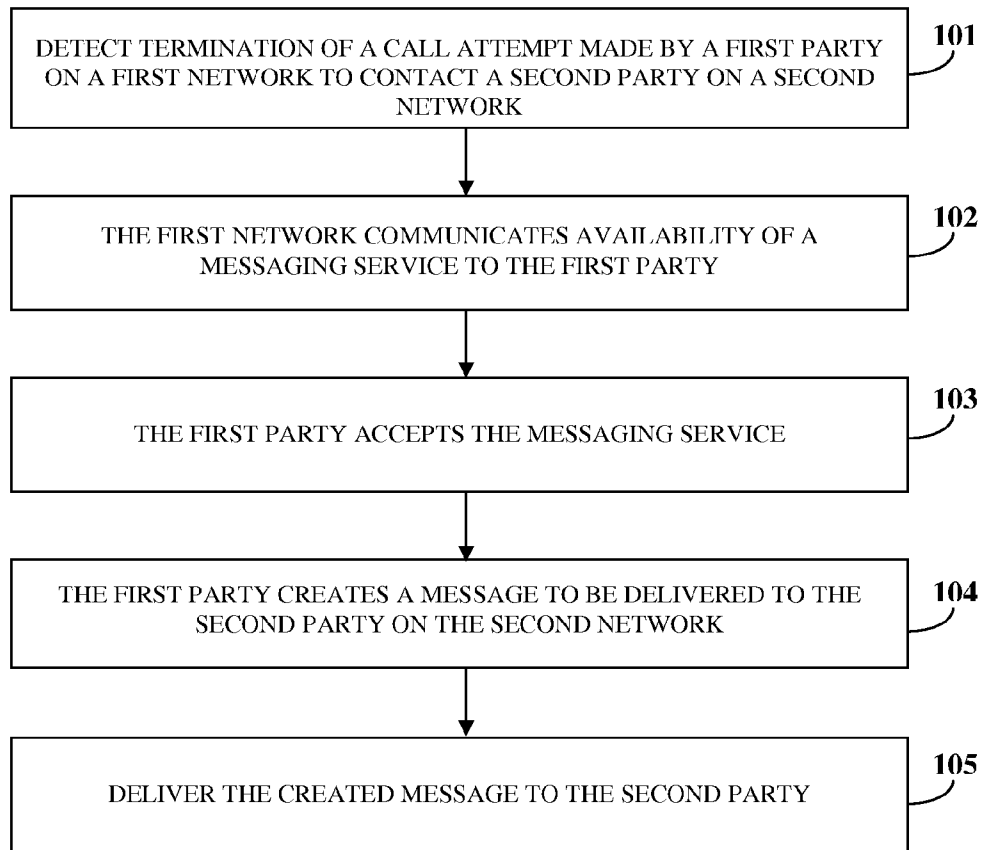 DETECT TERMINATION OF A CALL ATTEMPT MADE BY A FIRST PARTY
ON A FIRST NETWORK TO CONTACT A SECOND PARTY ON A SECOND
NETWORK
101
THE FIRST NETWORK COMMUNICATES AVAILABILITY OF A
MESSAGING SERVICE TO THE FIRST PARTY
102
THE FIRST PARTY ACCEPTS THE MESSAGING SERVICE
103
THE FIRST PARTY CREATES A MESSAGE TO BE DELIVERED TO THE
SECOND PARTY ON THE SECOND NETWORK
104
DELIVER THE CREATED MESSAGE TO THE SECOND PARTY
105